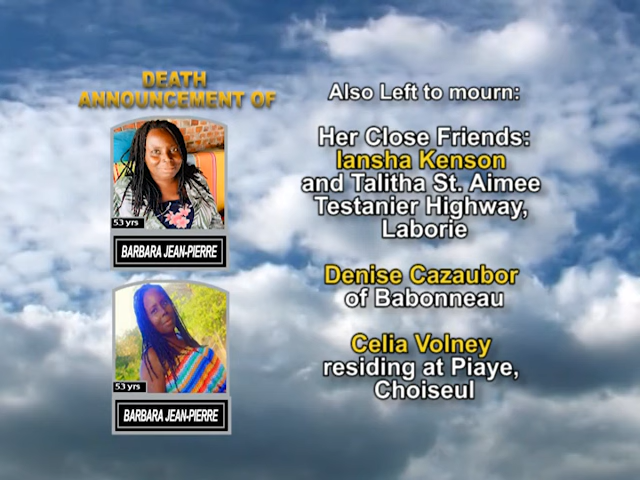 DEATH
ANNOUNCEMENT OF
53 yrs
BARBARA JEAN-PIERRE
53 yrs
BARBARA JEAN-PIERRE
Also Left to mourn:
Her Close Friends:
Iansha Kenson
and Talitha St. Aimee
Testanier Highway,
Laborie
Denise Cazaubor
of Babonneau
Celia Volney
residing at Piaye,
Choiseul